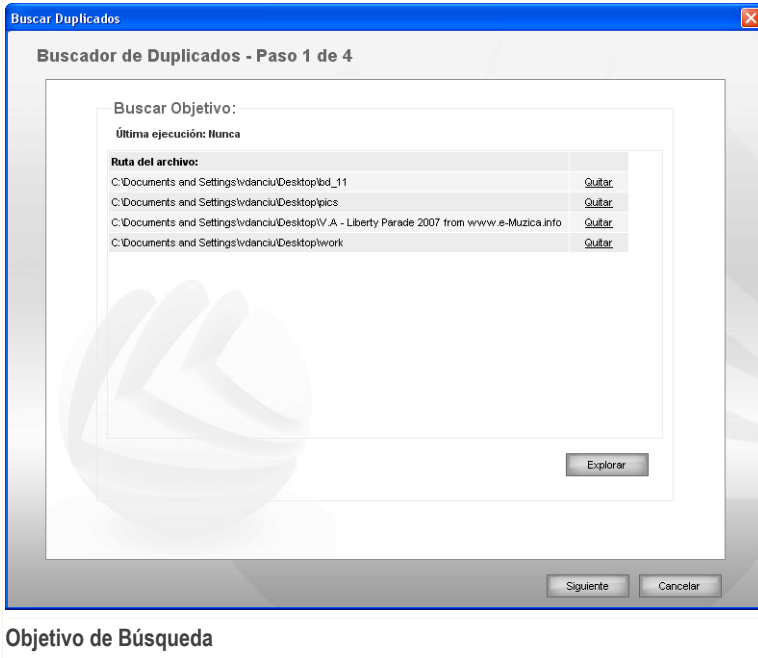 Buscar Duplicados
Buscador de Duplicados - Paso 1 de 4
Buscar Objetivo:
Última ejecución: Nunca
Ruta del archivo:
C:\Documents and Settings\vdanciu\Desktop\bd_11 Quitar
C:\Documents and Settings\vdanciu\Desktop\pics Quitar
C:\Documents and Settings\vdanciu\Desktop\V.A - Liberty Parade 2007 from www.e-Muzica.info Quitar
C:\Documents and Settings\vdanciu\Desktop\work Quitar
Explorar
Siguiente Cancelar
Objetivo de Búsqueda